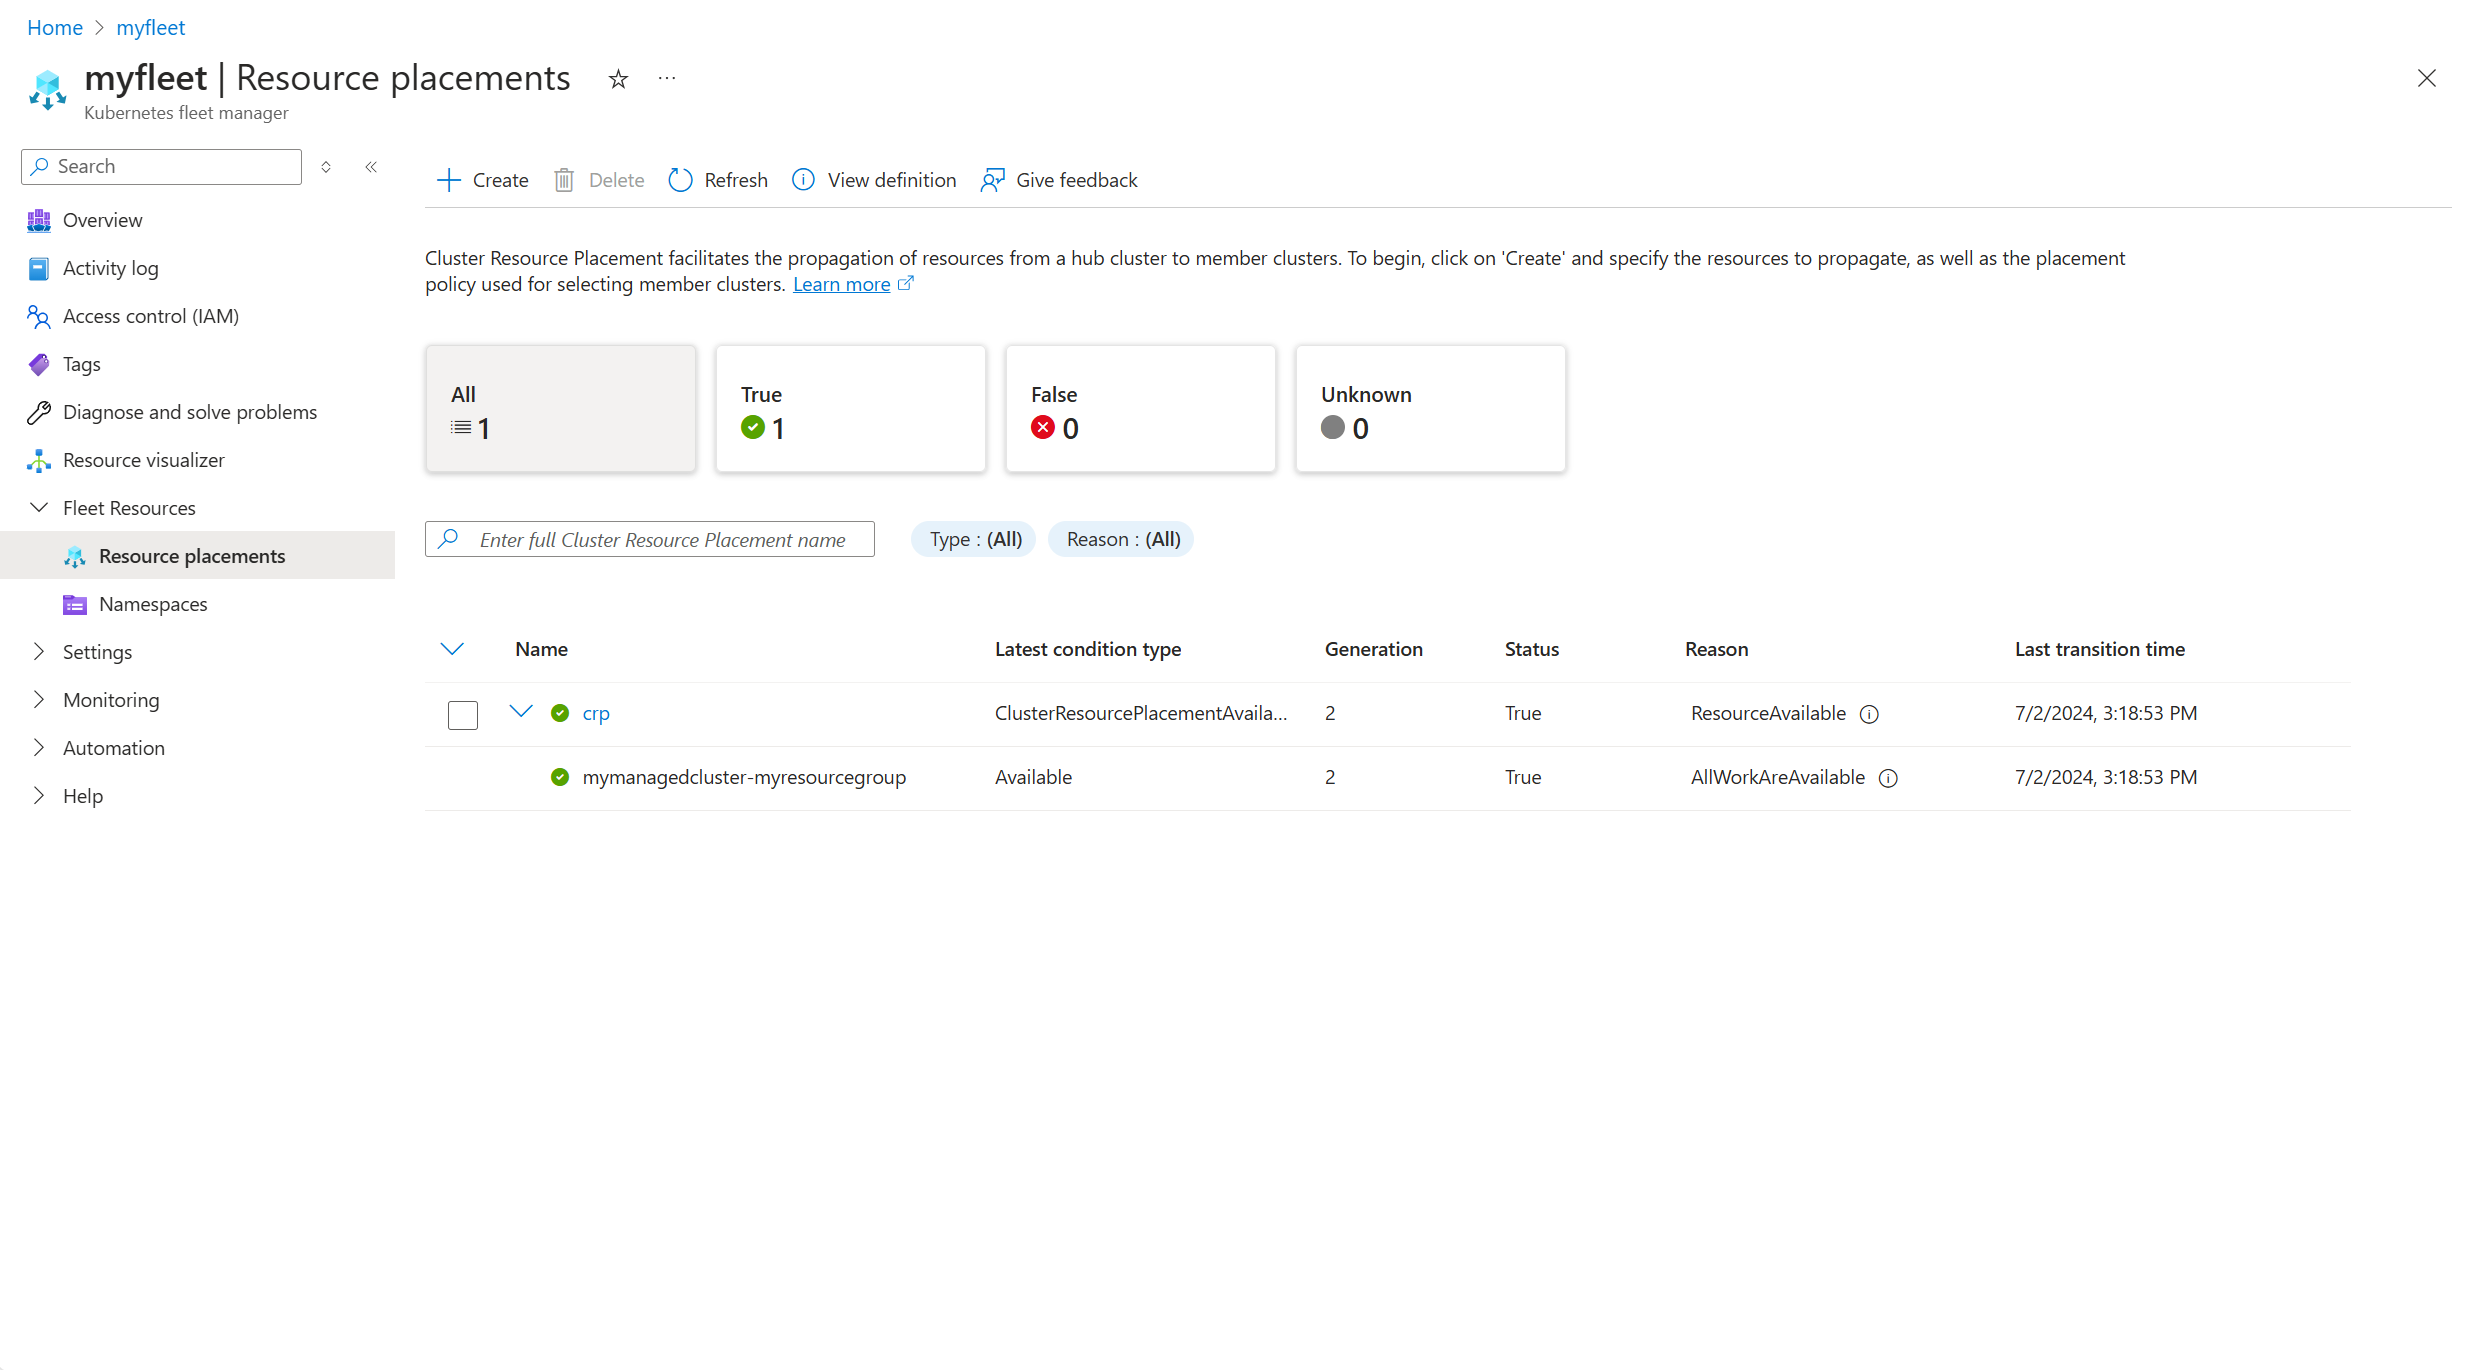 Home > myfleet
myfleet | Resource placements
Kubernetes fleet manager
Search
Overview
Activity log
Access control (IAM)
Tags
Diagnose and solve problems
Resource visualizer
Fleet Resources
Resource placements
Namespaces
Settings
Monitoring
Automation
Help
Create Delete Refresh View definition Give feedback
Cluster Resource Placement facilitates the propagation of resources from a hub cluster to member clusters. To begin, click on 'Create' and specify the resources to propagate, as well as the placement
policy used for selecting member clusters. Learn more
All
1
True
1
False
0
Unknown
0
Enter full Cluster Resource Placement name Type : (All) Reason : (All)
Name Latest condition type Generation Status Reason Last transition time
crp ClusterResourcePlacementAvaila... 2 True ResourceAvailable 7/2/2024, 3:18:53 PM
mymanagedcluster-myresourcegroup Available 2 True AllWorkAreAvailable 7/2/2024, 3:18:53 PM